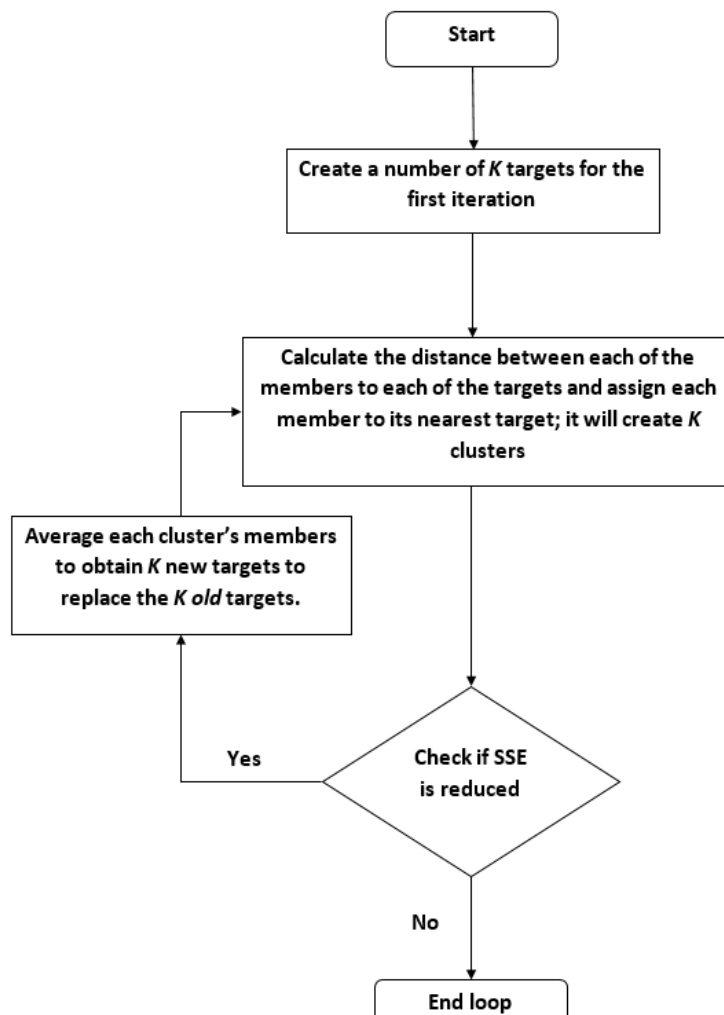 Start
Create a number of K targets for the
first iteration
Calculate the distance between each of the
members to each of the targets and assign each
member to its nearest target; it will create K
clusters
Average each cluster’s members
to obtain K new targets to
replace the K old targets.
Yes
Check if SSE
is reduced
No
End loop